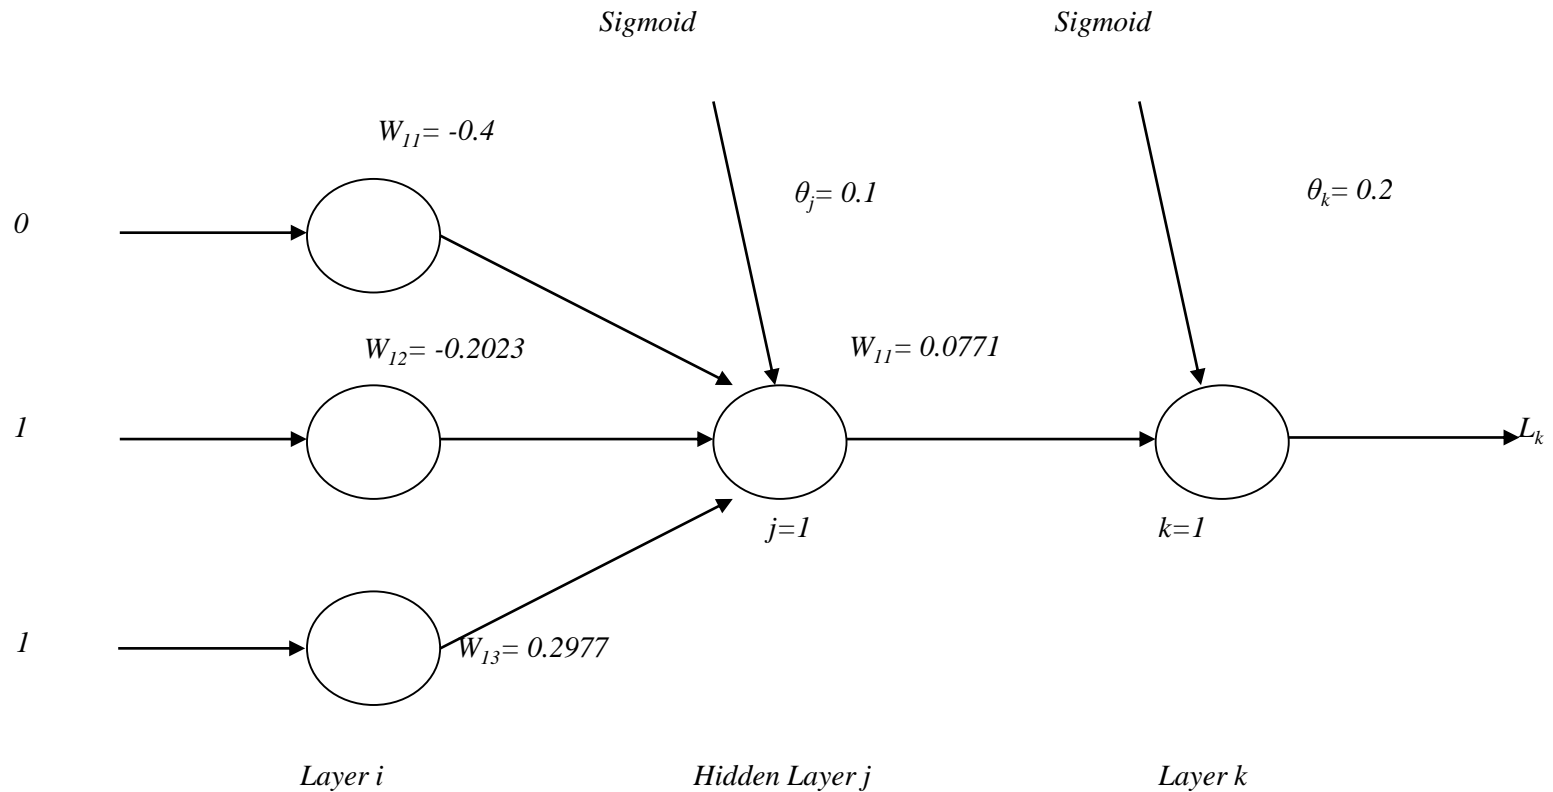 Sigmoid Sigmoid
W11= -0.4
θj= 0.1 θk= 0.2
0
W12= -0.2023 W11= 0.0771
1 Lk
j=1 k=1
1 W13= 0.2977
Layer i Hidden Layer j Layer k